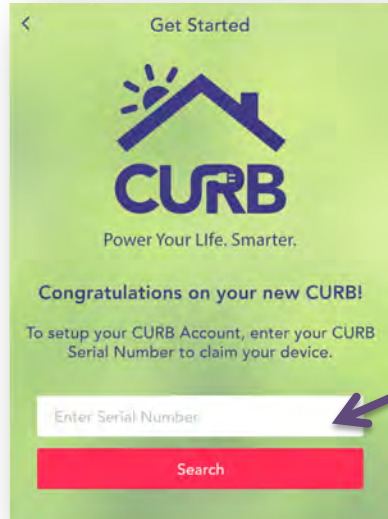 Get Started
CURB
Power Your LIfe. Smarter.
Congratulations on your new CURB!
To setup your CURB Account, enter your CURB
Serial Number to claim your device.
Enter Serial Number
Search